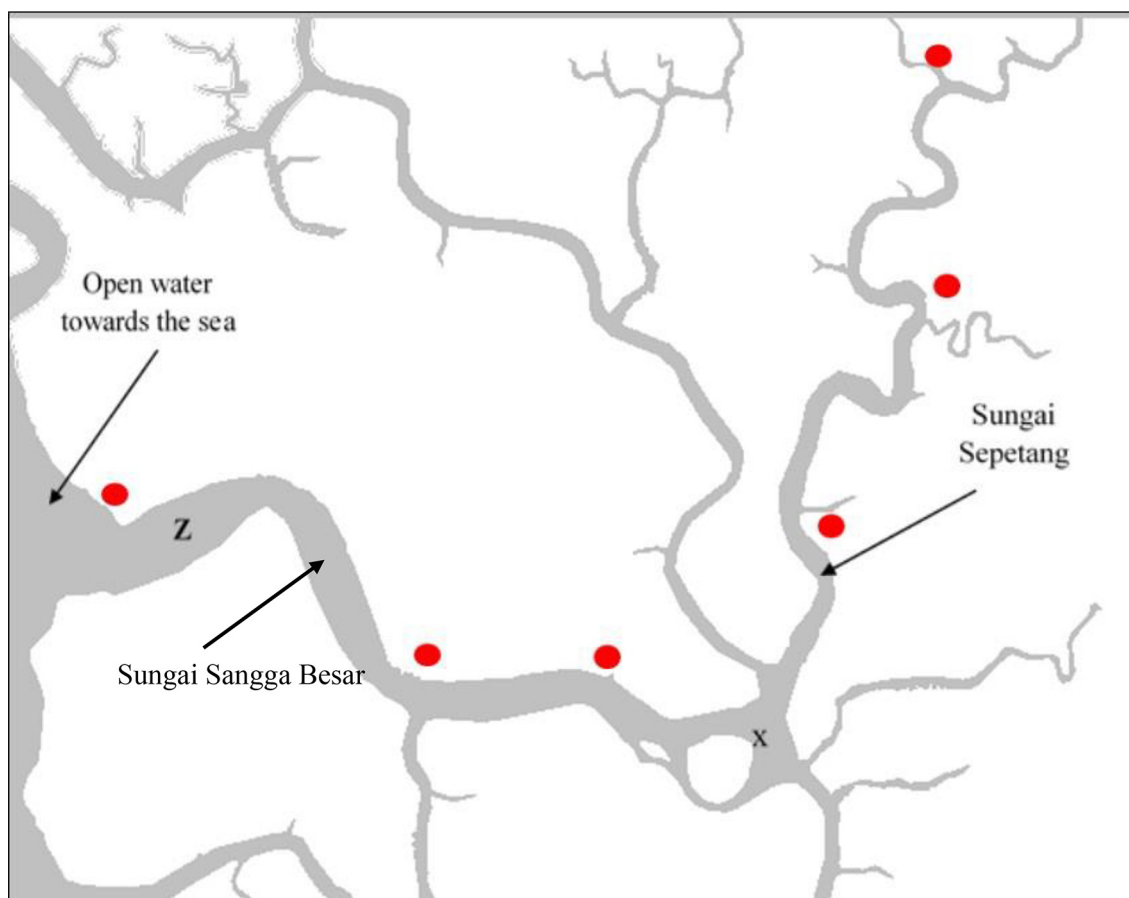 Open water
towards the sea
Sungai
Sepetang
Z
Sungai Sangga Besar
x